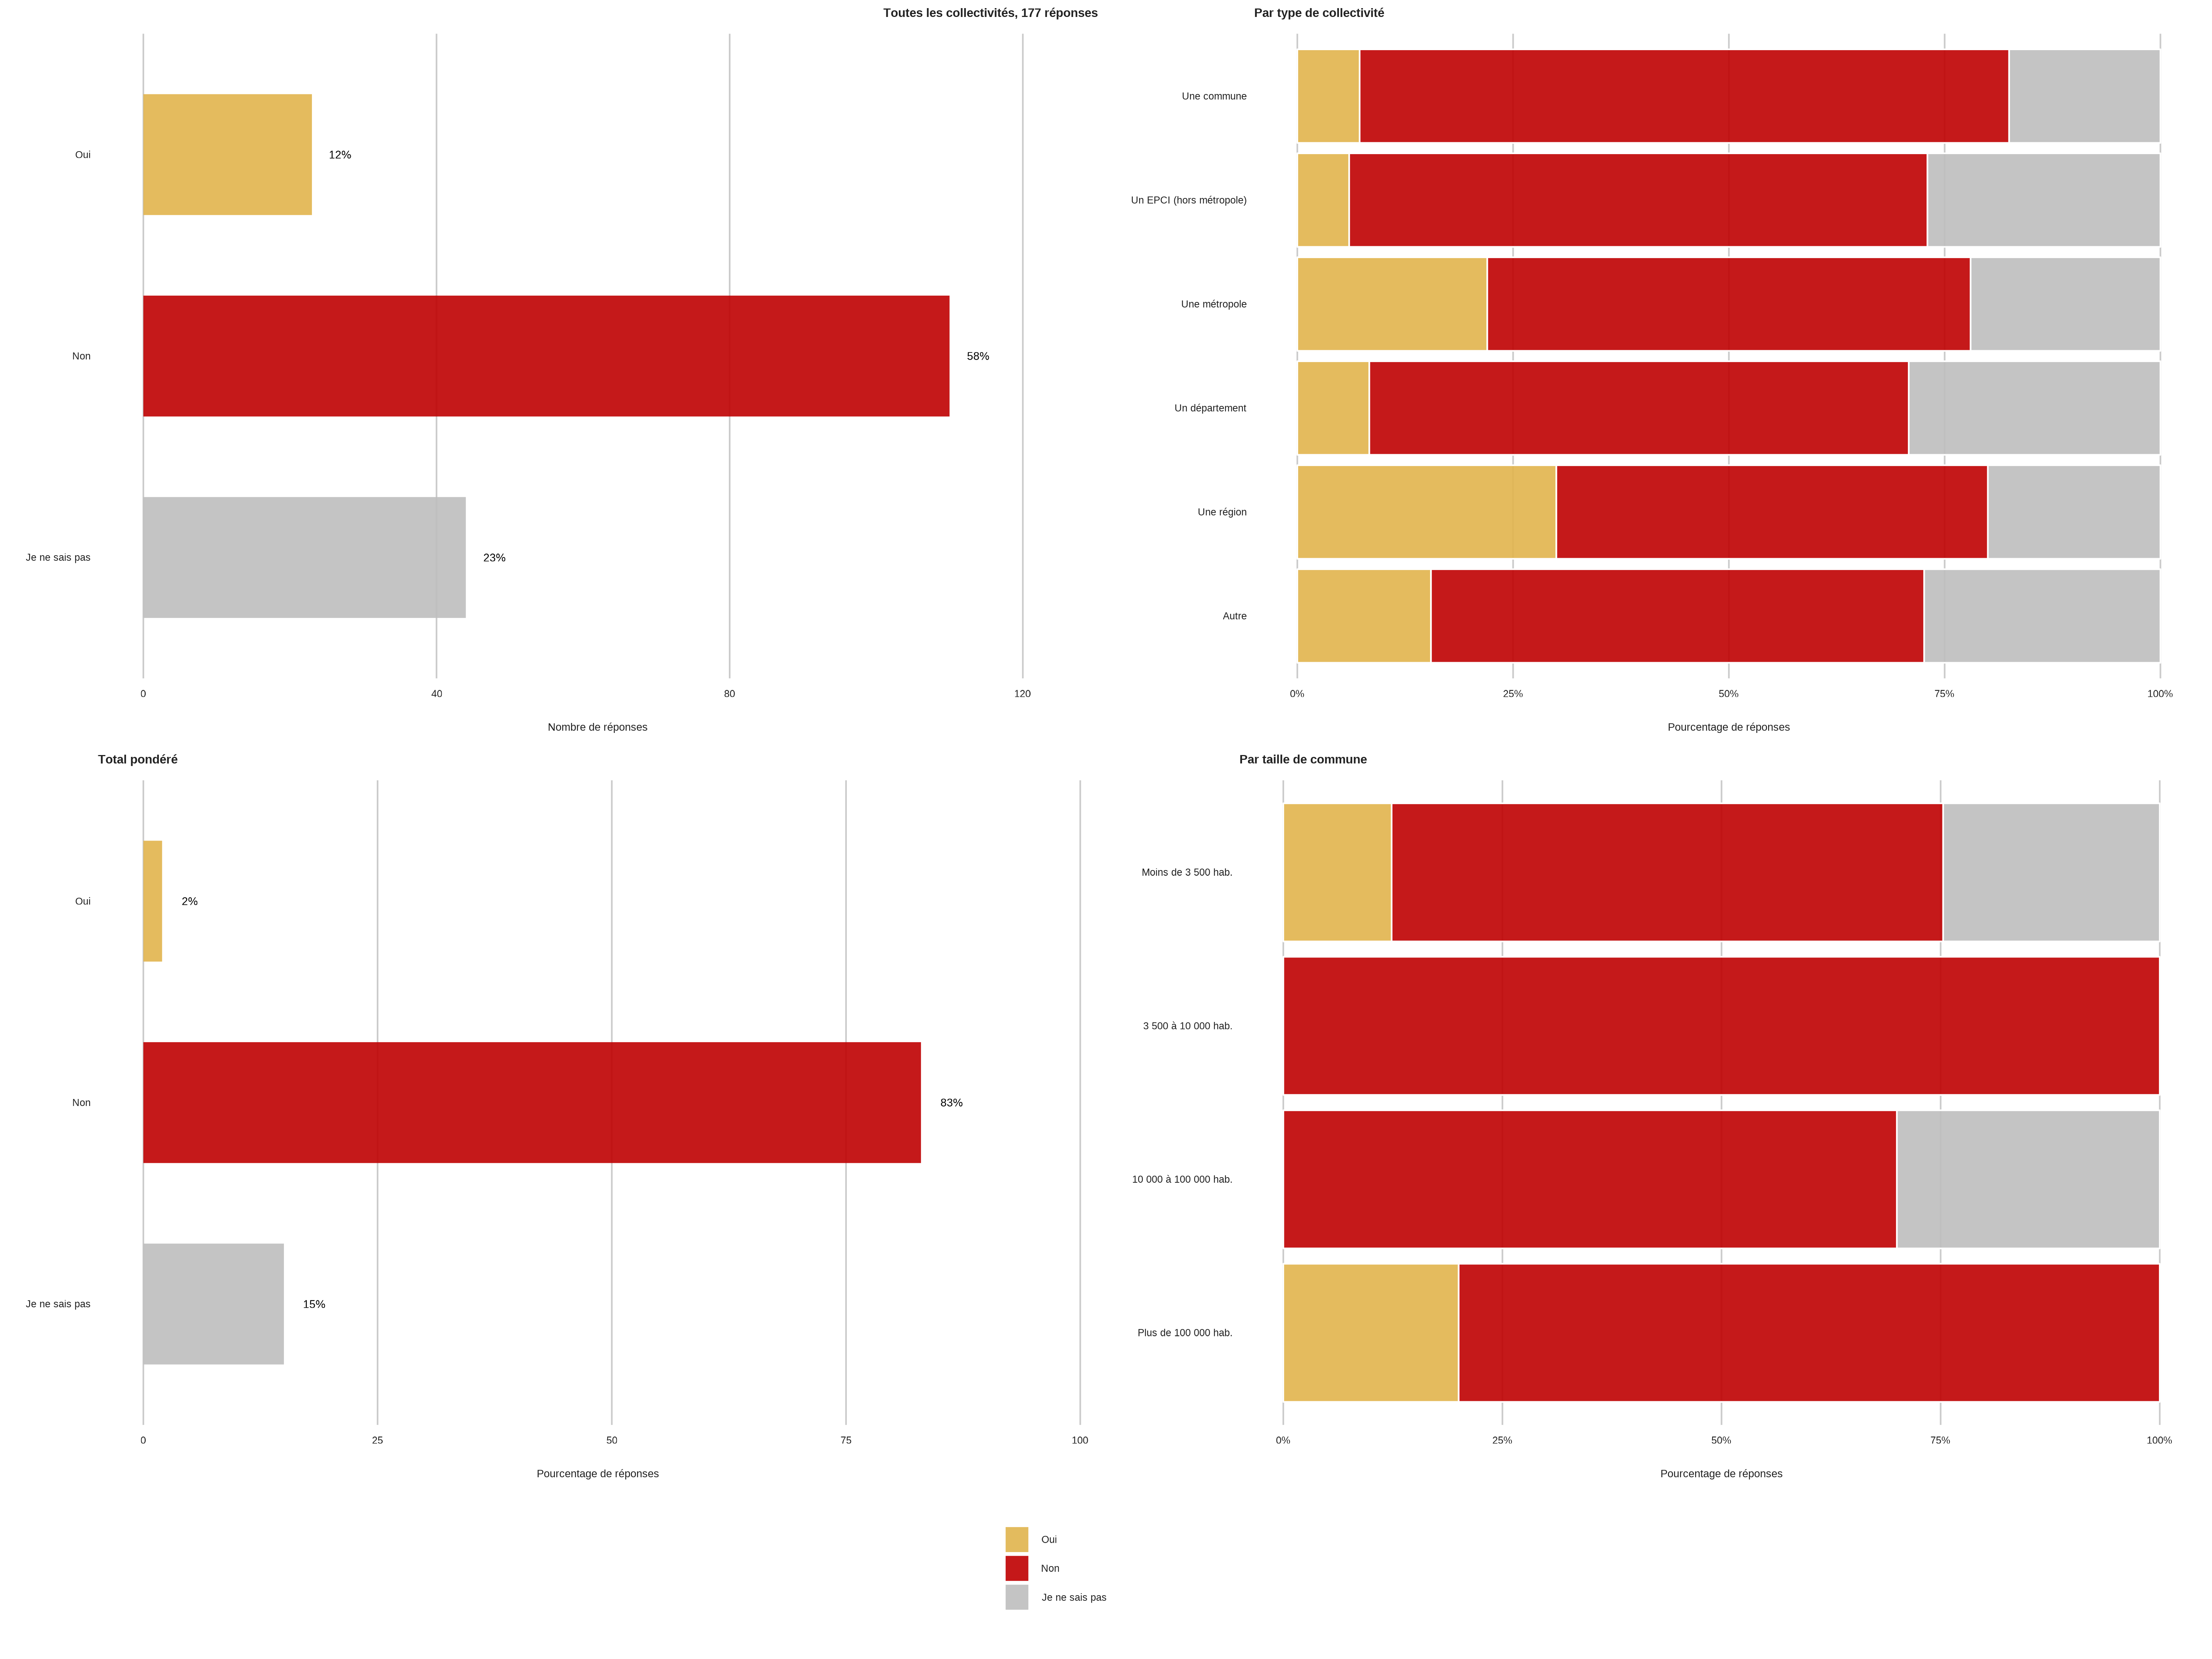 Toutes les collectivités, 177 réponses
Oui
12%
Non
58%
Je ne sais pas
23%
0 40 80 120
Nombre de réponses
Par type de collectivité
Une commune
Un EPCI (hors métropole)
Une métropole
Un département
Une région
Autre
0% 25% 50% 75% 100%
Pourcentage de réponses
Total pondéré
Oui
2%
Non
83%
Je ne sais pas
15%
0 25 50 75 100
Pourcentage de réponses
Par taille de commune
Moins de 3 500 hab.
3 500 à 10 000 hab.
10 000 à 100 000 hab.
Plus de 100 000 hab.
0% 25% 50% 75% 100%
Pourcentage de réponses
Oui
Non
Je ne sais pas